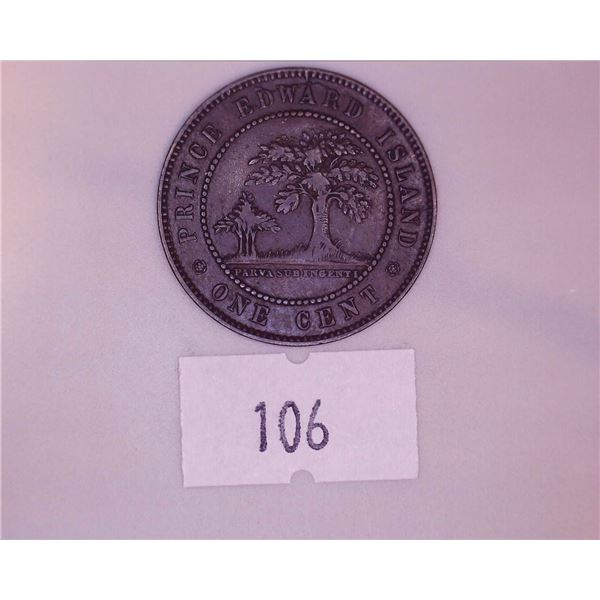 PRINCE EDWARD ISLAND
PARVA SUB INGENTI
ONE CENT
106